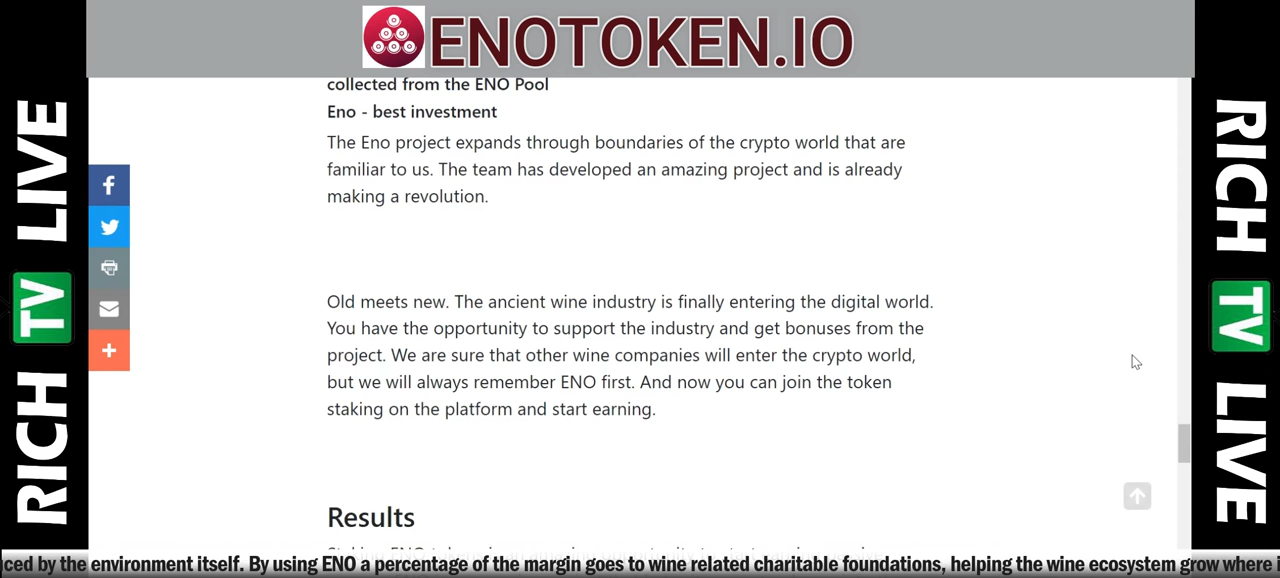 ENOTOKEN.IO
collected from the ENO Pool
Eno - best investment
The Eno project expands through boundaries of the crypto world that are
familiar to us. The team has developed an amazing project and is already
making a revolution.
Old meets new. The ancient wine industry is finally entering the digital world.
You have the opportunity to support the industry and get bonuses from the
project. We are sure that other wine companies will enter the crypto world,
but we will always remember ENO first. And now you can join the token
staking on the platform and start earning.
Results
RICH TV LIVE
RICH TV LIVE
ced by the environment itself. By using ENO a percentage of the margin goes to wine related charitable foundations, helping the wine ecosystem grow where i